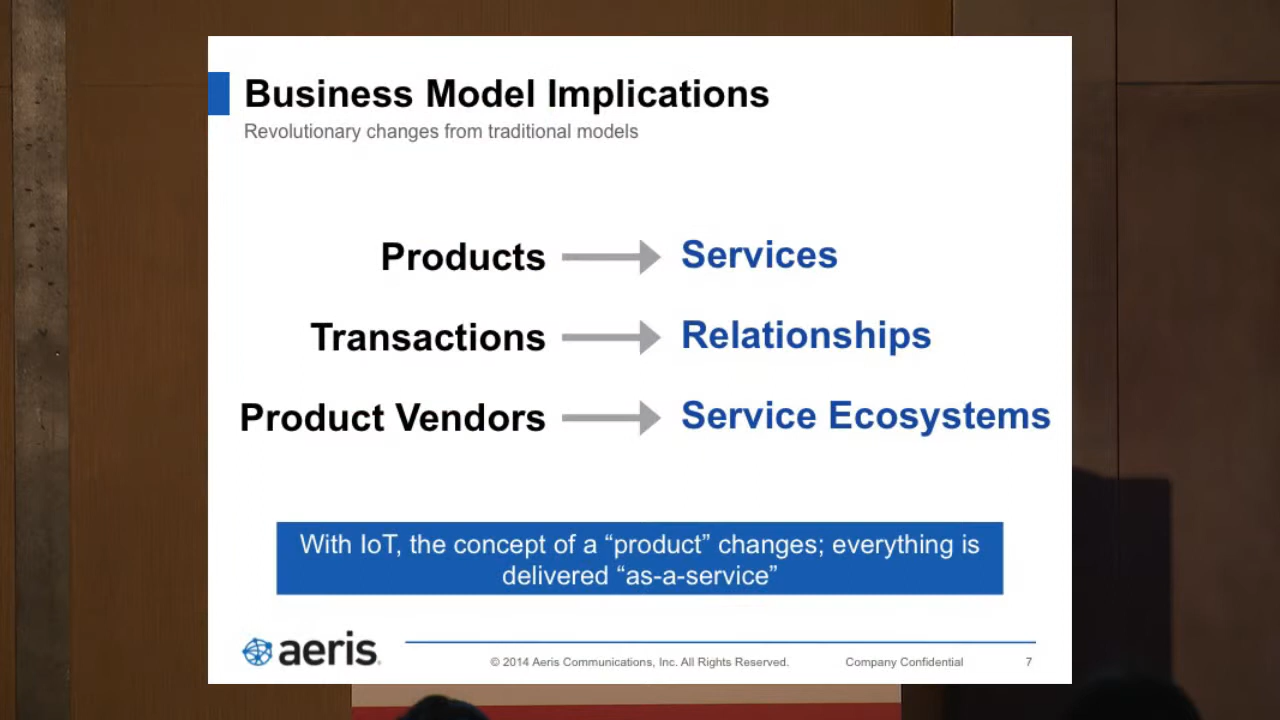 Business Model Implications
Revolutionary changes from traditional models
Products Services
Transactions Relationships
Product Vendors Service Ecosystems
With IoT, the concept of a “product” changes; everything is
delivered “as-a-service”
aeris
© 2014 Aeris Communications, Inc. All Rights Reserved. Company Confidential 7